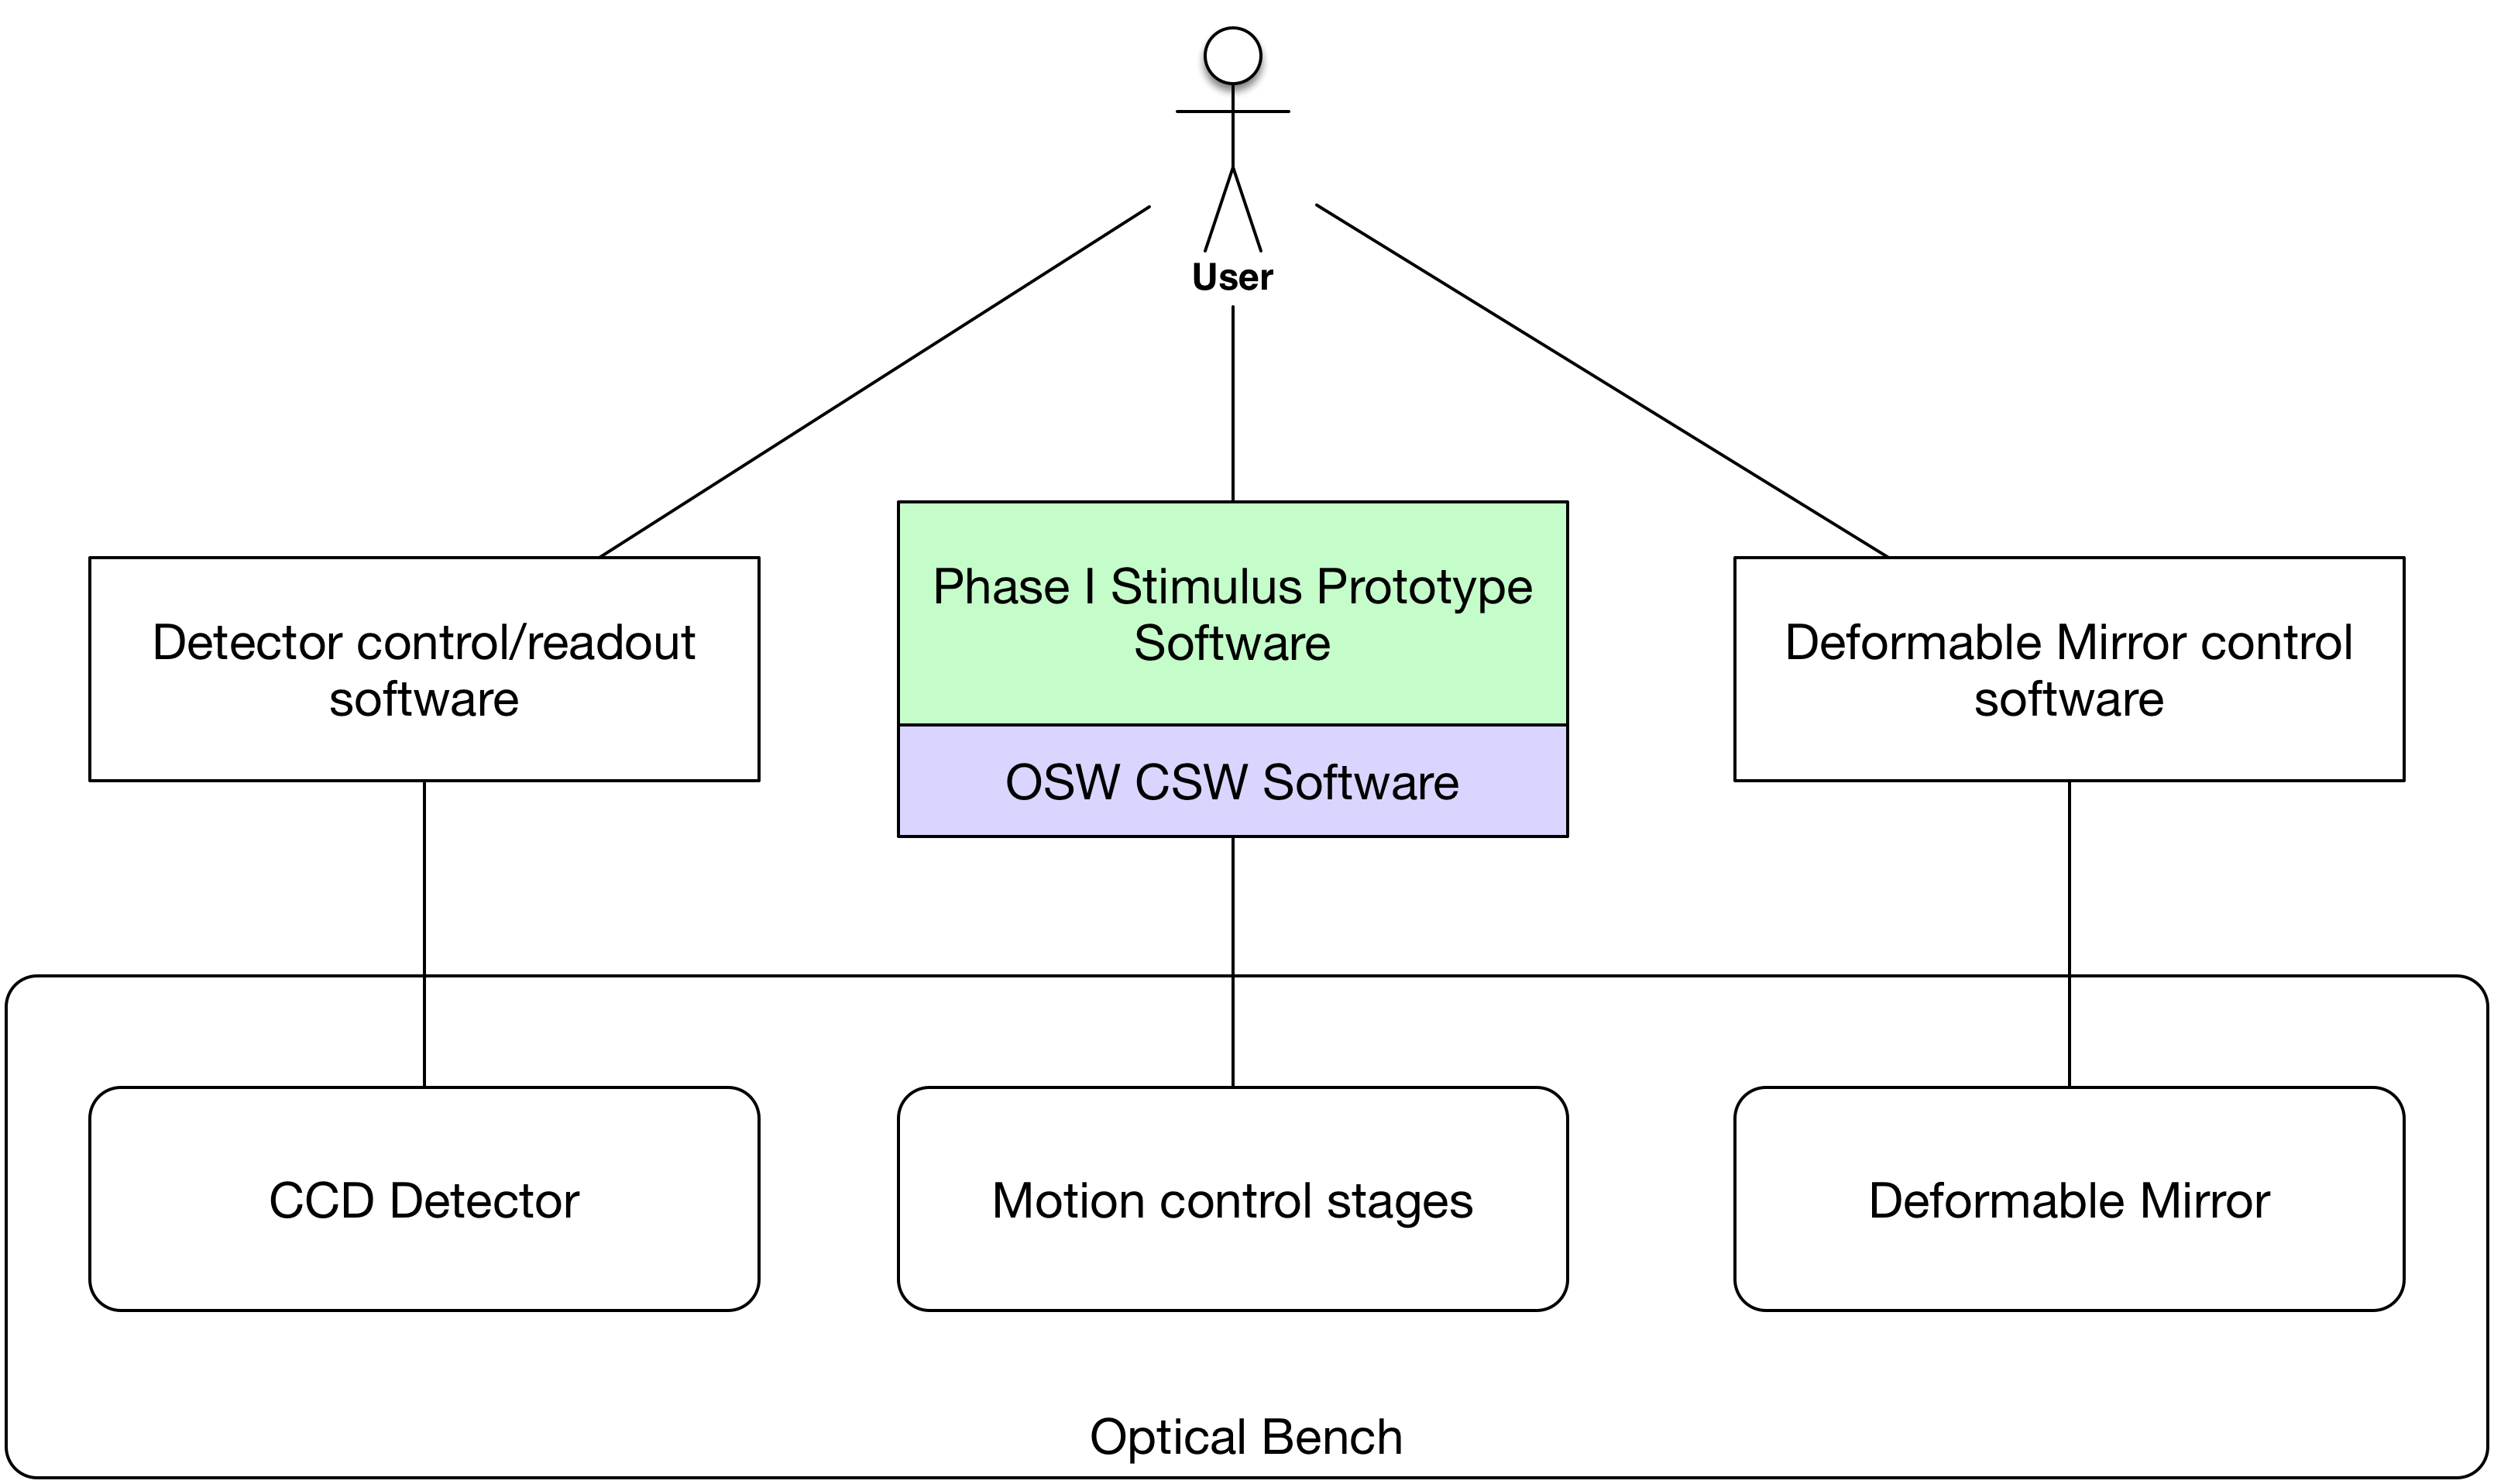 User
Phase I Stimulus Prototype
Software
Detector control/readout
software
Deformable Mirror control
software
OSW CSW Software
CCD Detector
Motion control stages
Deformable Mirror
Optical Bench